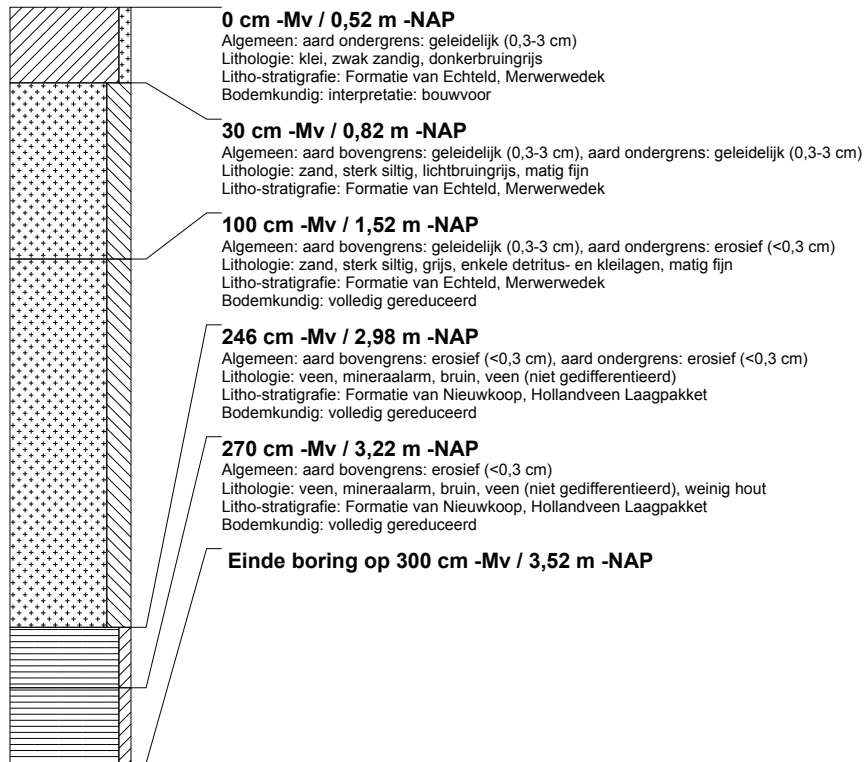 0 cm -Mv / 0,52 m -NAP
Algemeen: aard ondergrens: geleidelijk (0,3-3 cm)
Lithologie: klei, zwak zandig, donkerbruingrijs
Litho-stratigrafie: Formatie van Echteld, Merwerwedek
Bodemkundig: interpretatie: bouwvoor
30 cm -Mv / 0,82 m -NAP
Algemeen: aard bovengrens: geleidelijk (0,3-3 cm), aard ondergrens: geleidelijk (0,3-3 cm)
Lithologie: zand, sterk siltig, lichtbruingrijs, matig fijn
Litho-stratigrafie: Formatie van Echteld, Merwerwedek
100 cm -Mv / 1,52 m -NAP
Algemeen: aard bovengrens: geleidelijk (0,3-3 cm), aard ondergrens: erosief (<0,3 cm)
Lithologie: zand, sterk siltig, grijs, enkele detritus- en kleilagen, matig fijn
Litho-stratigrafie: Formatie van Echteld, Merwerwedek
Bodemkundig: volledig gereduceerd
246 cm -Mv / 2,98 m -NAP
Algemeen: aard bovengrens: erosief (<0,3 cm), aard ondergrens: erosief (<0,3 cm)
Lithologie: veen, mineraalarm, bruin, veen (niet gedifferentieerd)
Litho-stratigrafie: Formatie van Nieuwkoop, Hollandveen Laagpakket
Bodemkundig: volledig gereduceerd
270 cm -Mv / 3,22 m -NAP
Algemeen: aard bovengrens: erosief (<0,3 cm)
Lithologie: veen, mineraalarm, bruin, veen (niet gedifferentieerd), weinig hout
Litho-stratigrafie: Formatie van Nieuwkoop, Hollandveen Laagpakket
Bodemkundig: volledig gereduceerd
Einde boring op 300 cm -Mv / 3,52 m -NAP